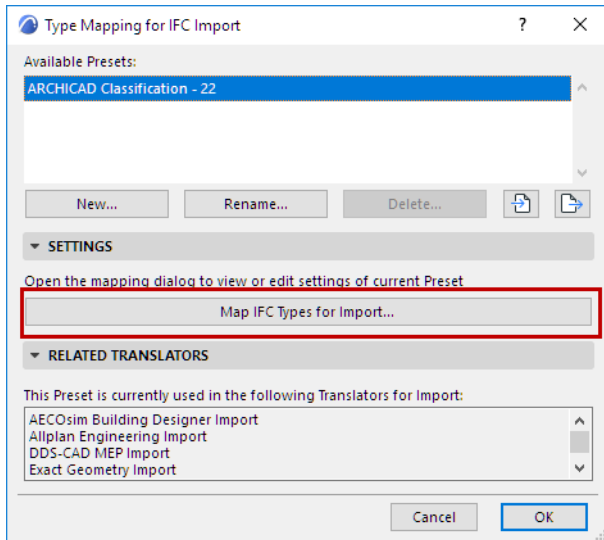 Type Mapping for IFC Import
?
Available Presets:
ARCHICAD Classification - 22
New... Rename... Delete...
SETTINGS
Open the mapping dialog to view or edit settings of current Preset
Map IFC Types for Import...
RELATED TRANSLATORS
This Preset is currently used in the following Translators for Import:
AECOsim Building Designer Import
Allplan Engineering Import
DDS-CAD MEP Import
Exact Geometry Import
Cancel OK